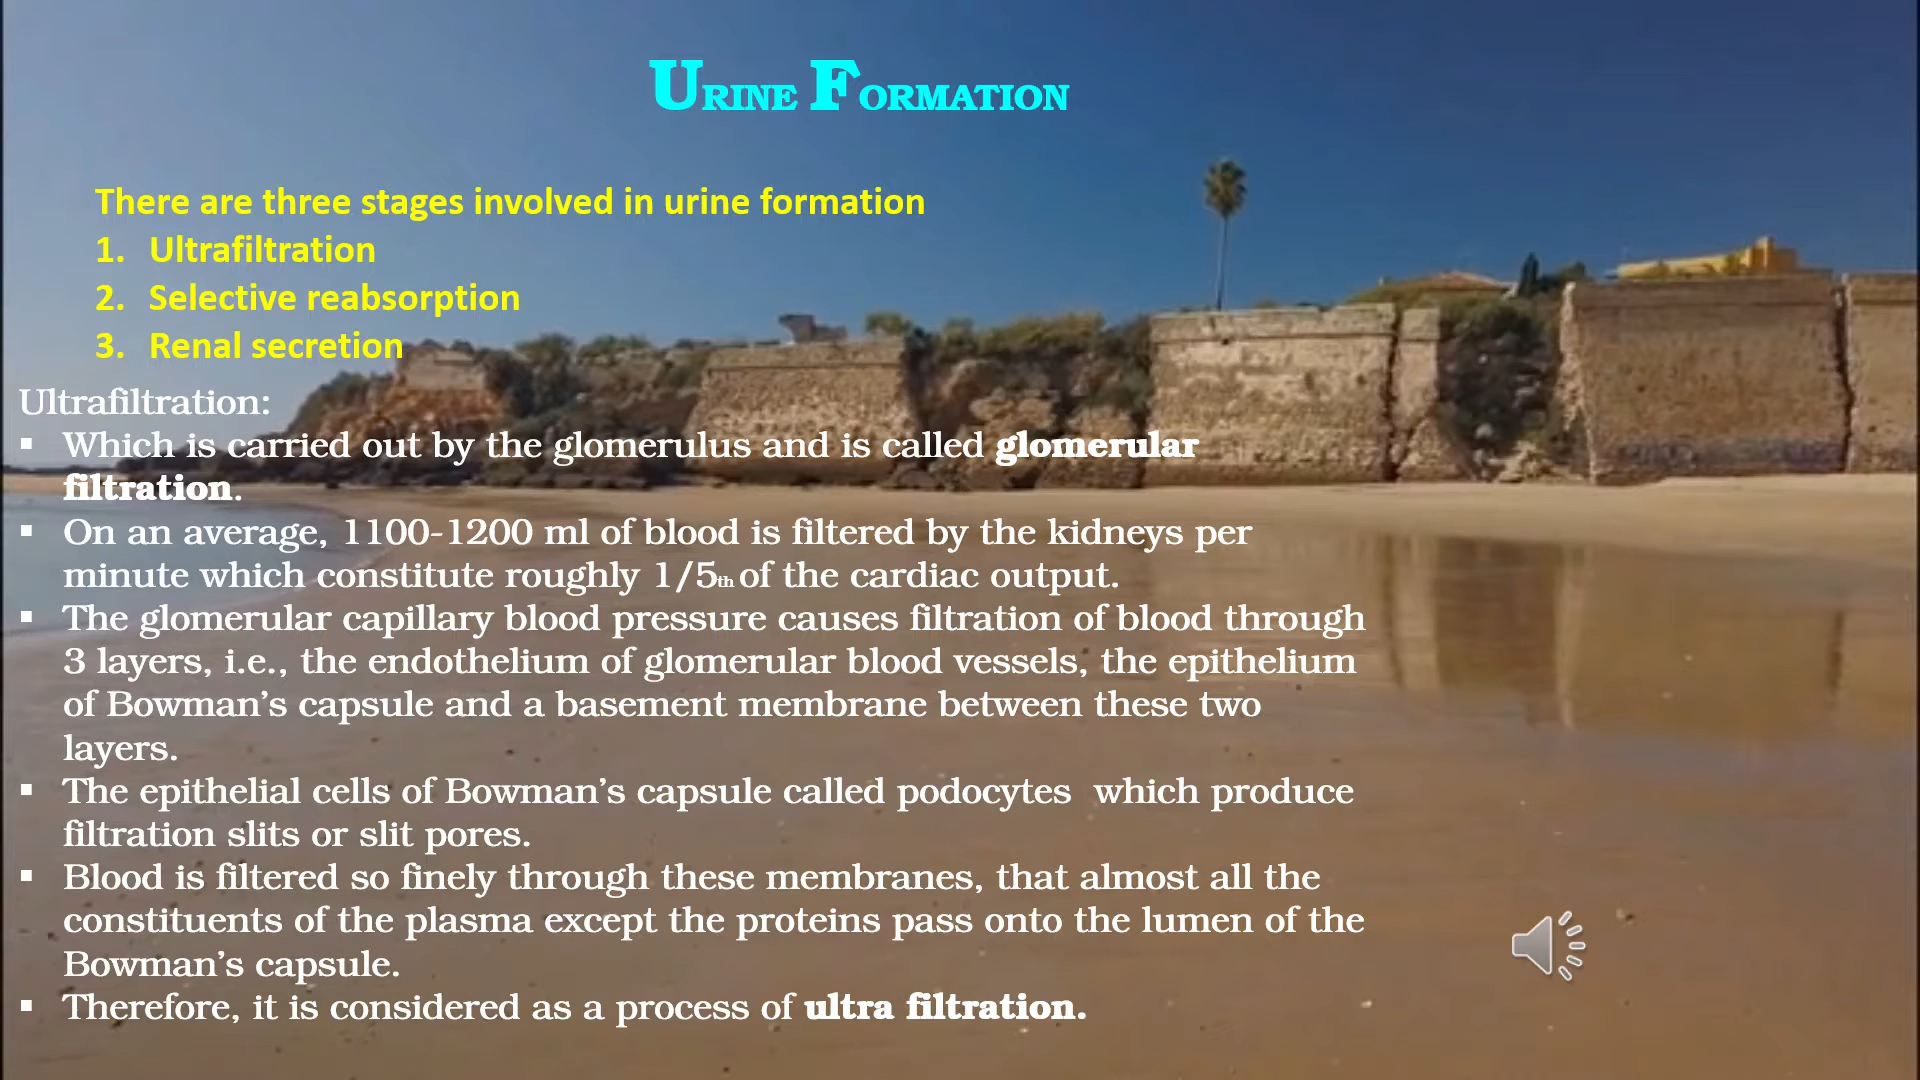 Urine Formation
There are three stages involved in urine formation
1. Ultrafiltration
2. Selective reabsorption
3. Renal secretion
Ultrafiltration:
▪ Which is carried out by the glomerulus and is called glomerular
filtration.
▪ On an average, 1100-1200 ml of blood is filtered by the kidneys per
minute which constitute roughly 1/5th of the cardiac output.
▪ The glomerular capillary blood pressure causes filtration of blood through
3 layers, i.e., the endothelium of glomerular blood vessels, the epithelium
of Bowman’s capsule and a basement membrane between these two
layers.
▪ The epithelial cells of Bowman’s capsule called podocytes which produce
filtration slits or slit pores.
▪ Blood is filtered so finely through these membranes, that almost all the
constituents of the plasma except the proteins pass onto the lumen of the
Bowman’s capsule.
▪ Therefore, it is considered as a process of ultra filtration.